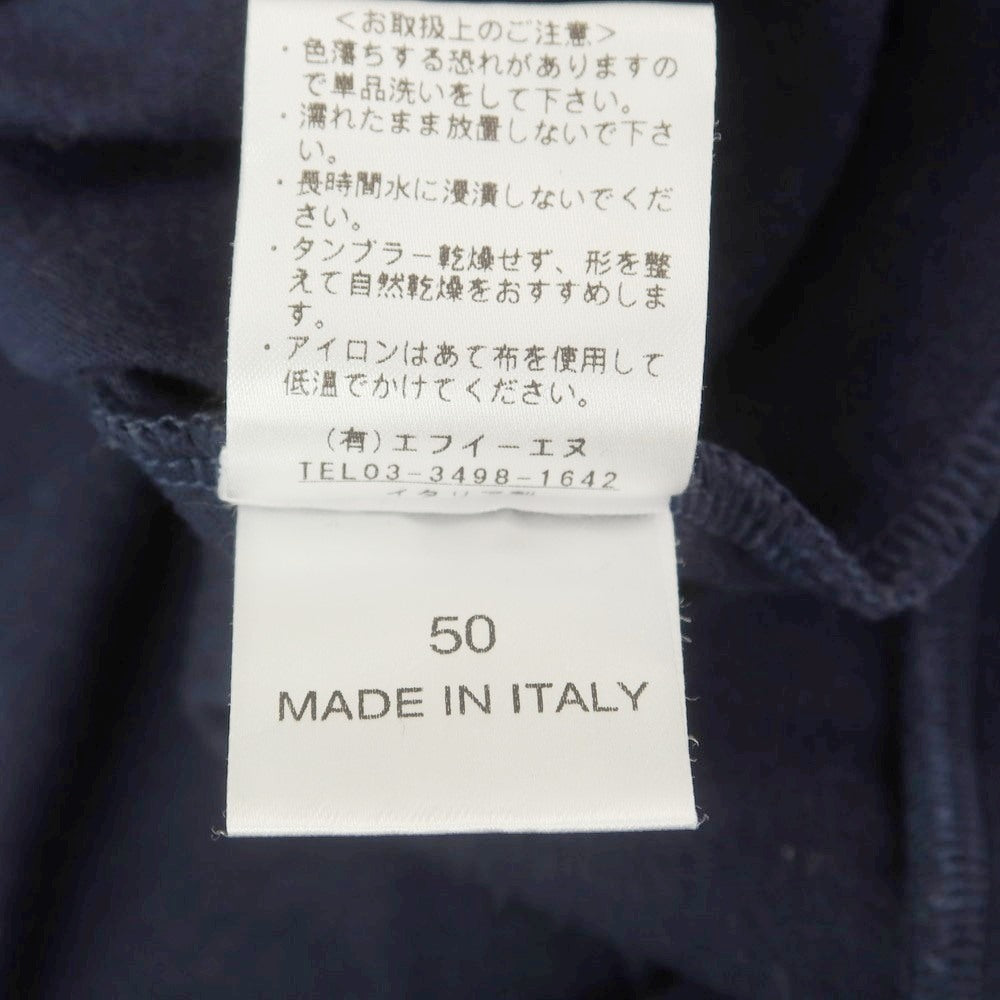 <お取扱上のご注意>
・色落ちする恐れがありますの
で単品洗いをして下さい。
・濡れたまま放置しないで下さ
い。
・長時間水に浸漬しないでくだ
さい。
・タンブラー乾燥せず、形を整
えて自然乾燥をおすすめしま
す。
・アイロンはあて布を使用して
低温でかけてください。
(有)エフイーエヌ
TEL03-3498-1642
イタリア製
50
MADE IN ITALY